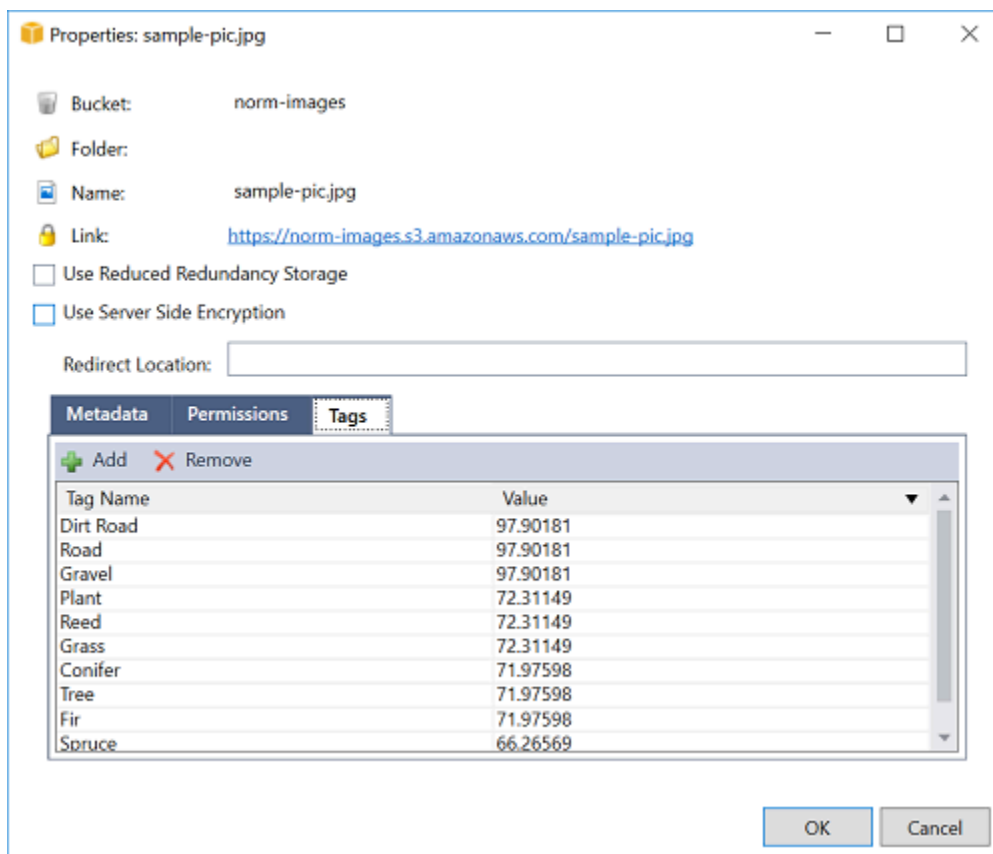 Properties: sample-pic.jpg
Bucket: norm-images
Folder:
Name: sample-pic.jpg
Link: https://norm-images.s3.amazonaws.com/sample-pic.jpg
Use Reduced Redundancy Storage
Use Server Side Encryption
Redirect Location:
Metadata Permissions Tags
Add Remove
Tag Name Value
Dirt Road 97.90181
Road 97.90181
Gravel 97.90181
Plant 72.31149
Reed 72.31149
Grass 72.31149
Conifer 71.97598
Tree 71.97598
Fir 71.97598
Spruce 66.26569
OK Cancel